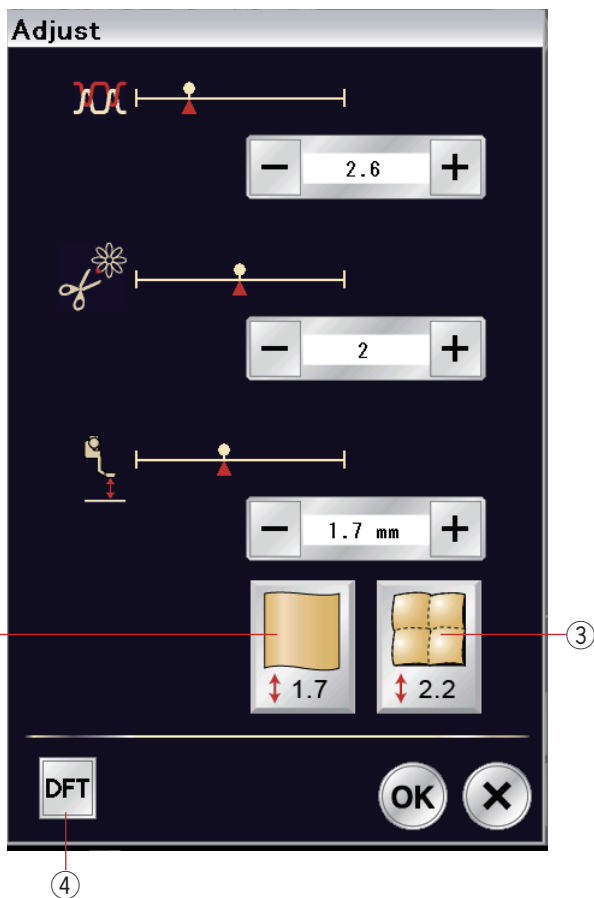 Adjust
− 2.6 +
− 2 +
− 1.7 mm +
1.7 2.2
③
DFT OK ×
④